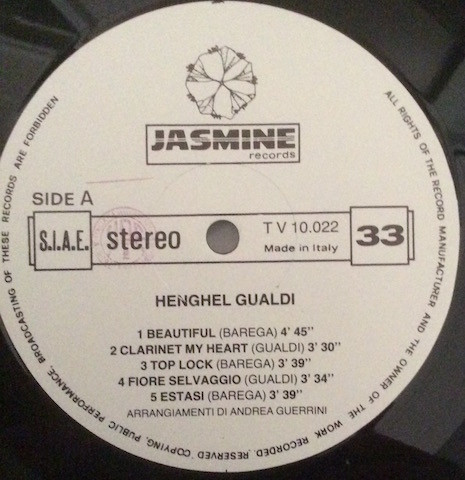 JASMINE
records
SIDE A
S.I.A.E.
stereo
TV 10.022
Made in Italy
33
HENGHEL GUALDI
1 BEAUTIFUL (BAREGA) 4' 45"
2 CLARINET MY HEART (GUALDI) 3' 30"
3 TOP LOCK (BAREGA) 3' 39"
4 FIORE SELVAGGIO (GUALDI) 3' 34"
5 ESTASI (BAREGA) 3' 39"
ARRANGIAMENTI DI ANDREA GUERRINI
ALL RIGHTS OF THE RECORD MANUFACTURER AND THE OWNER OF THE WORK RECORDED RESERVED. COPYING, PUBLIC PERFORMANCE, BROADCASTING OF THESE RECORDS ARE FORBIDDEN